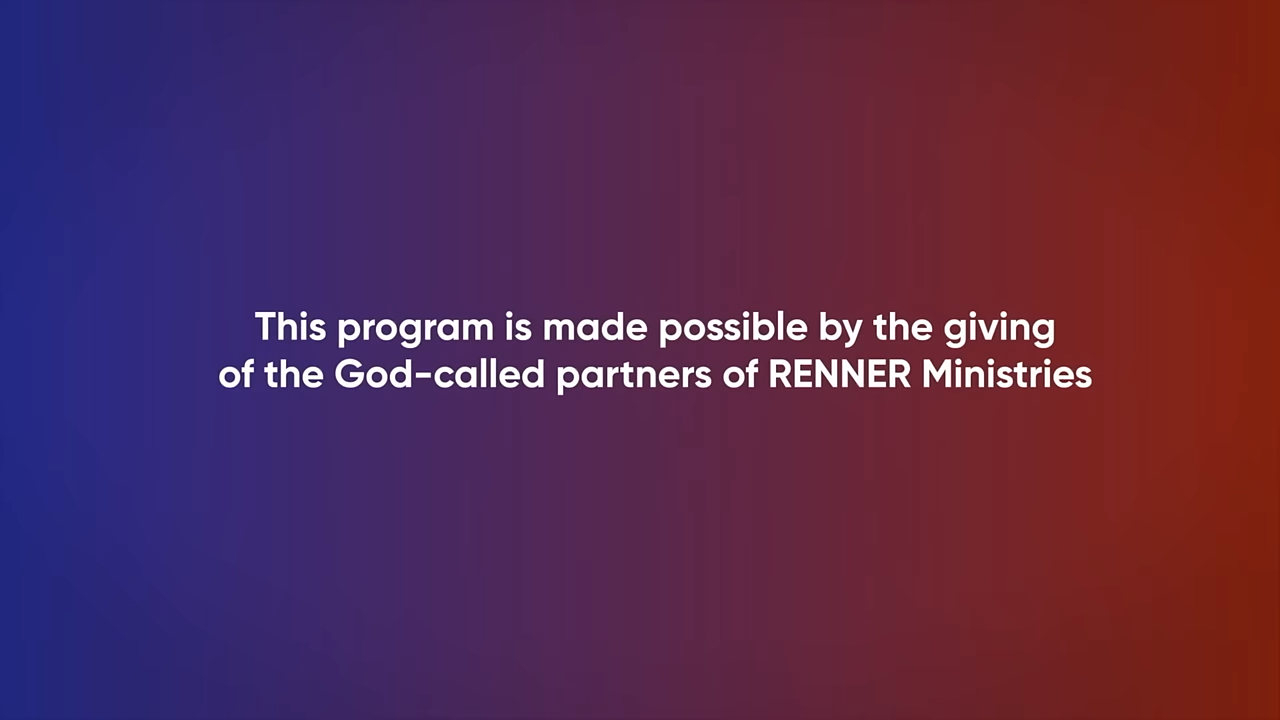 This program is made possible by the giving
of the God-called partners of RENNER Ministries